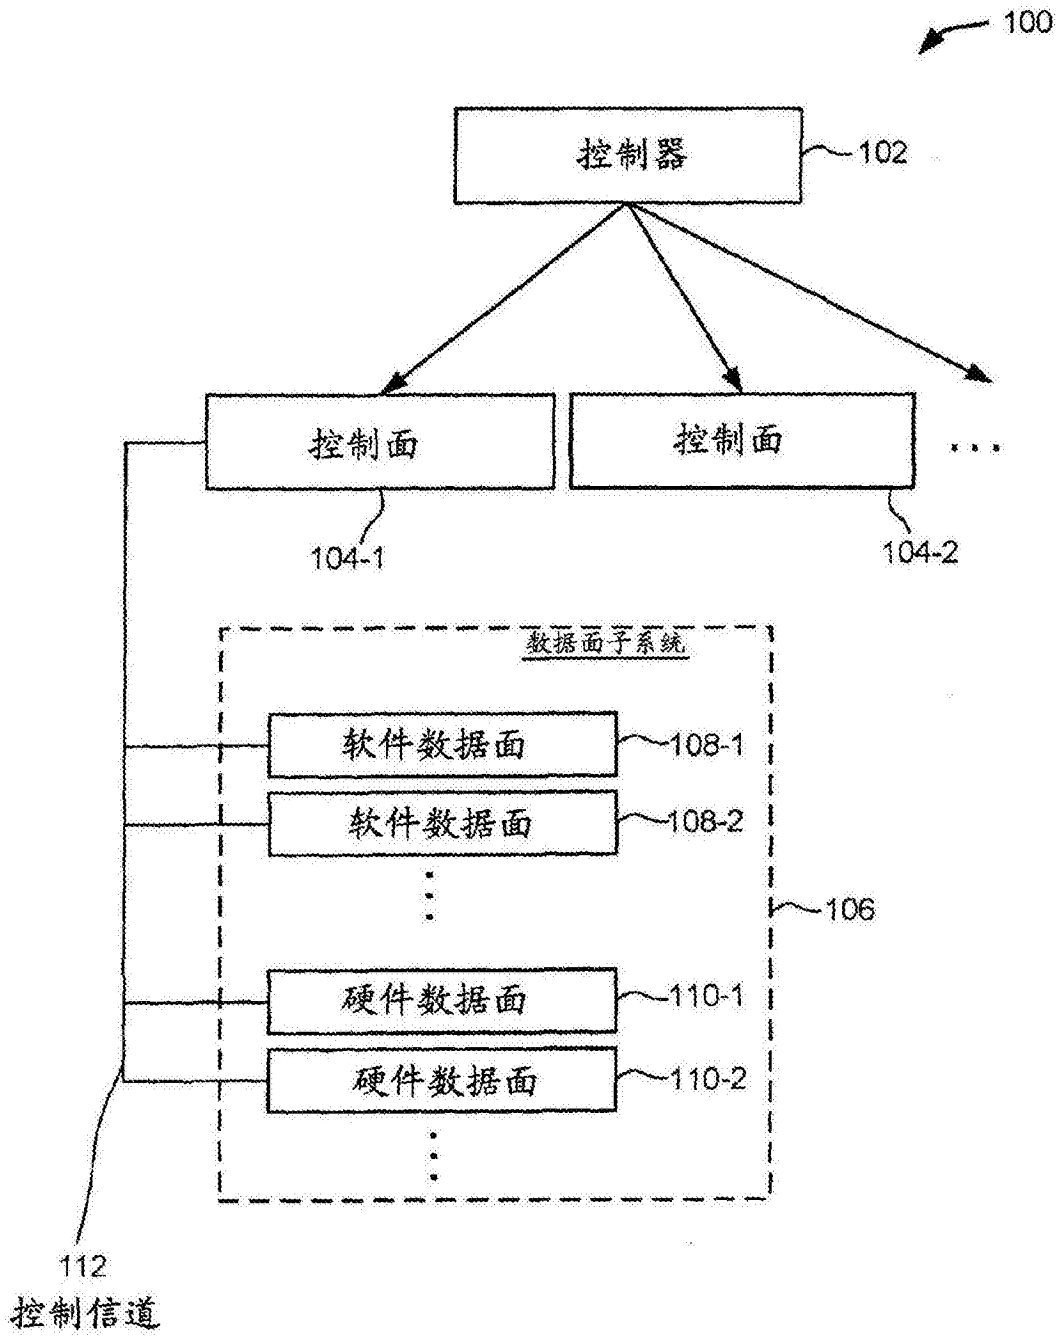 100
控制器
102
控制面
控制面
...
104-1
104-2
数据面子系统
软件数据面
108-1
软件数据面
108-2
106
硬件数据面
110-1
硬件数据面
110-2
112
控制信道